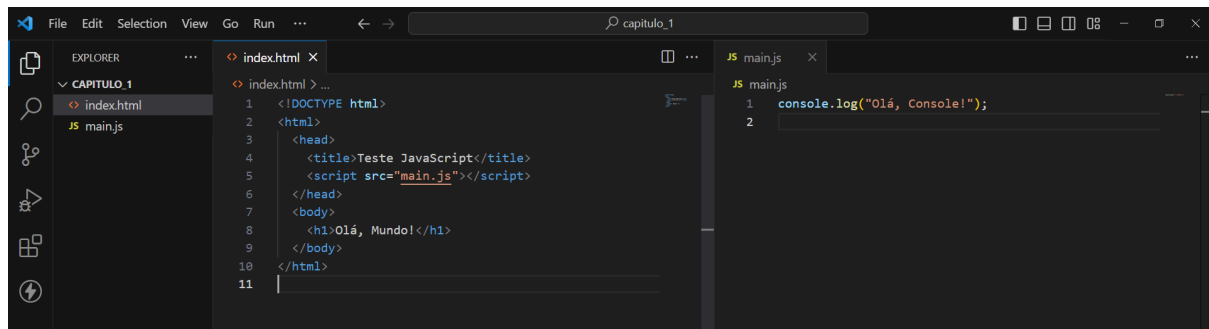 File Edit Selection View Go Run ··· ← → capitulo_1
EXPLORER ···
CAPITULO_1
index.html
JS main.js
index.html ×
index.html > ...
1 <!DOCTYPE html>
2 <html>
3 <head>
4 <title>Teste JavaScript</title>
5 <script src="main.js"></script>
6 </head>
7 <body>
8 <h1>Olá, Mundo!</h1>
9 </body>
10 </html>
11
JS main.js ×
JS main.js
1 console.log("Olá, Console!");
2